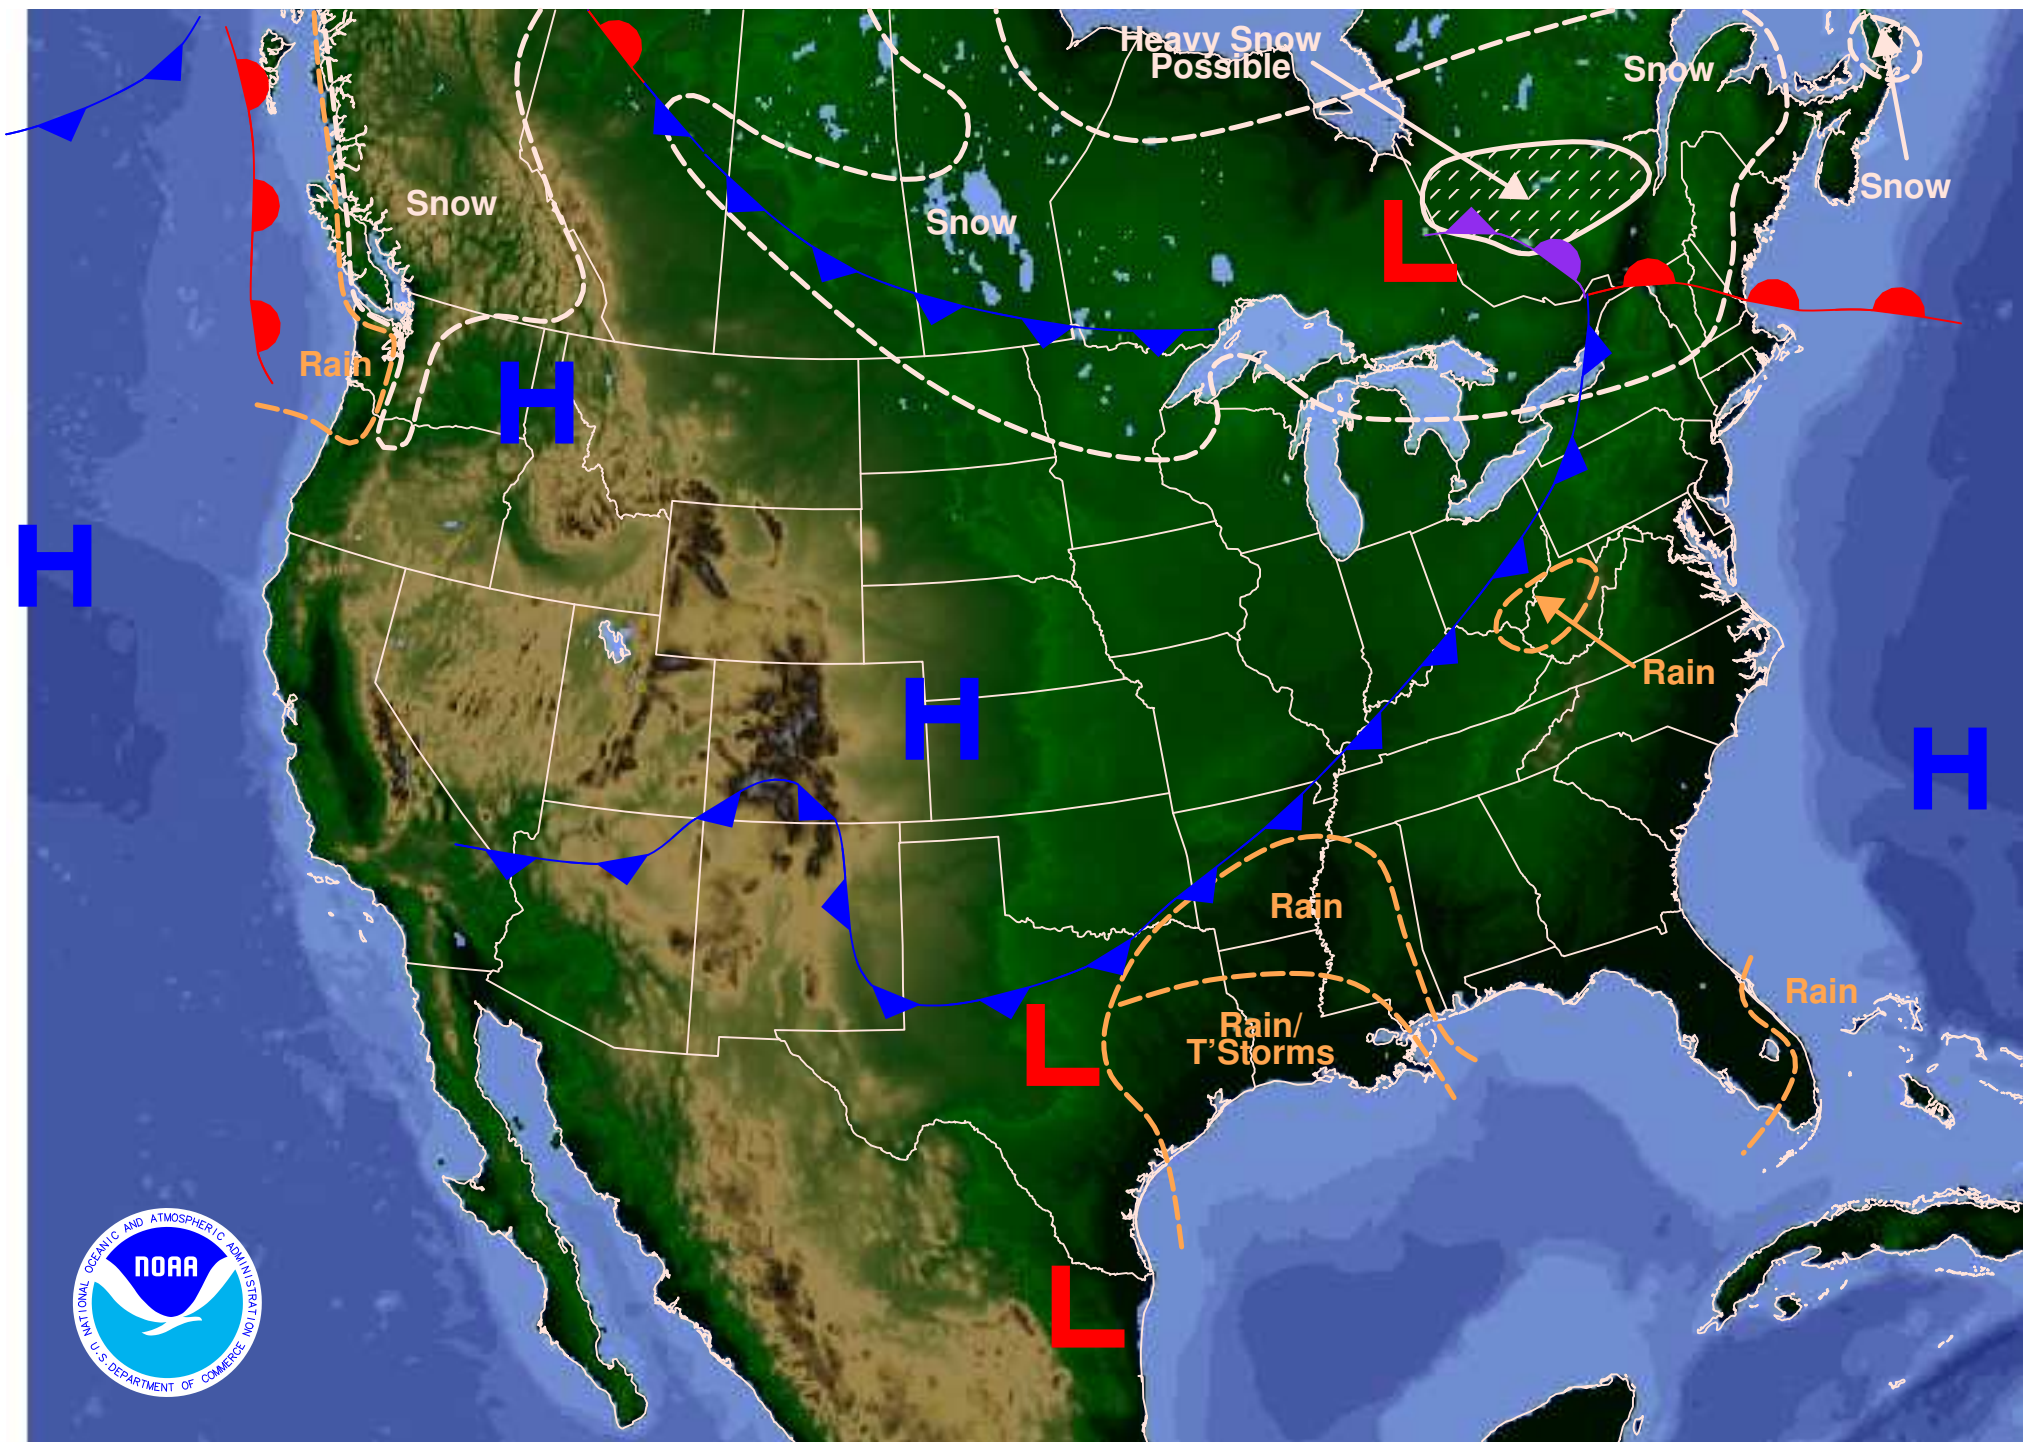 Heavy Snow
Possible
Snow
Snow
Snow
Snow
Rain
H
H
H
H
L
L
L
Rain
Rain
Rain/
T'Storms
Rain
NATIONAL OCEANIC AND ATMOSPHERIC ADMINISTRATION
NOAA
U.S. DEPARTMENT OF COMMERCE